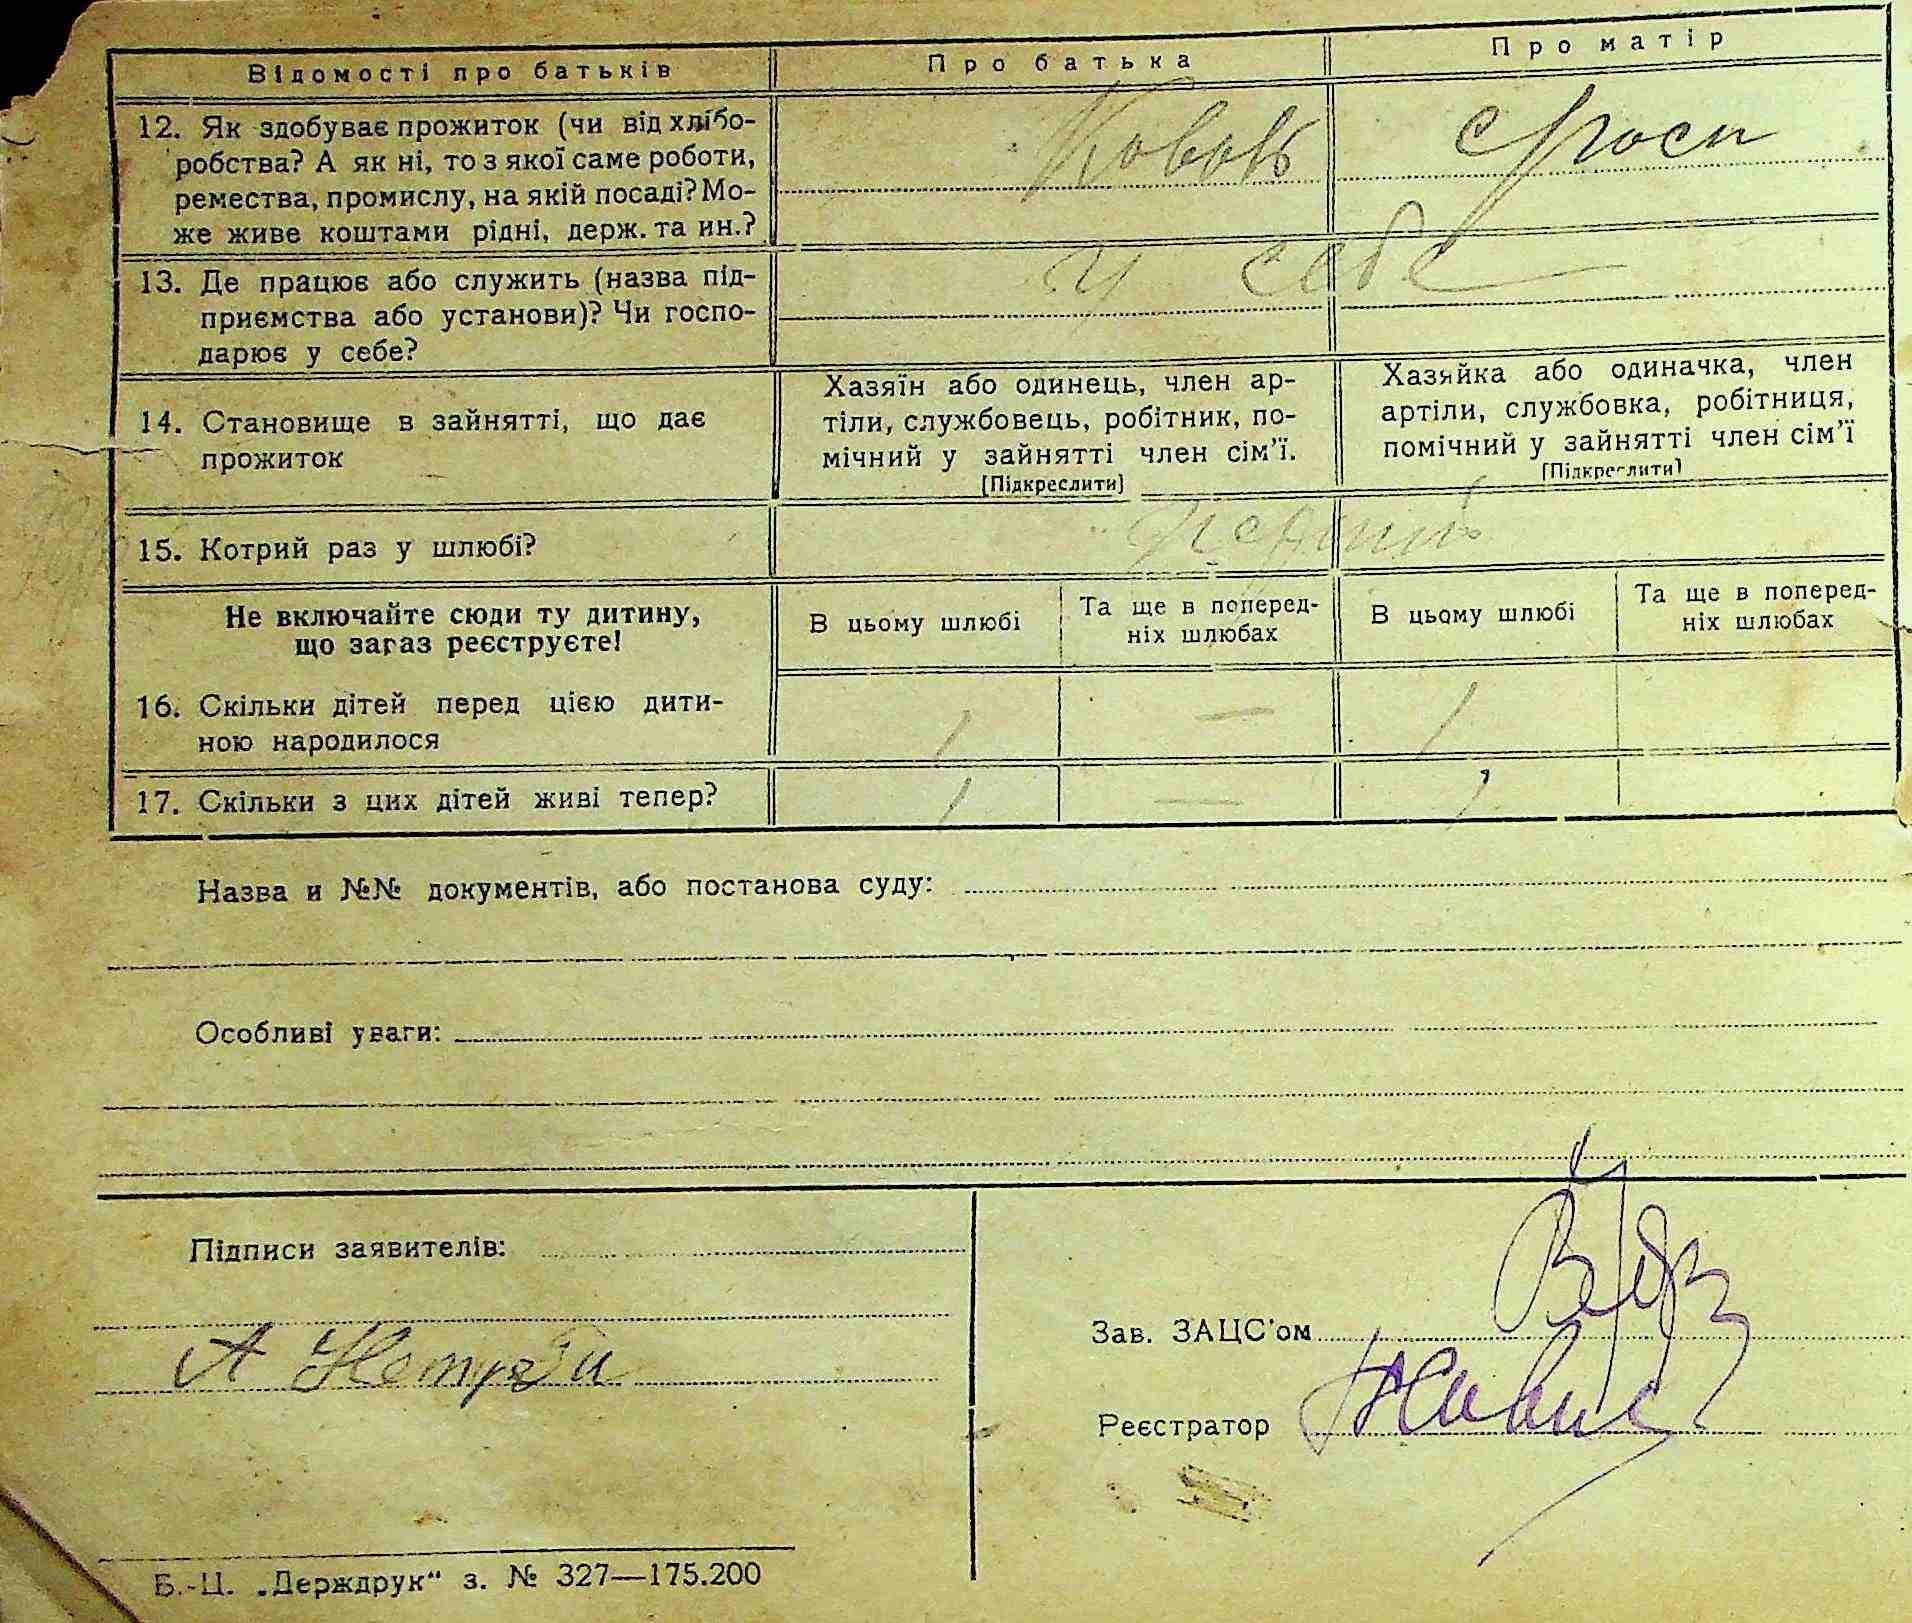 Відомості про батьків
Про батька
Про матір
12. Як здобуває прожиток (чи від хлібо-
робства? А як ні, то з якої саме роботи,
ремества, промислу, на якій посаді? Мо-
же живе коштами рідні, держ. та ин.?
13. Де працює або служить (назва під-
приємства або установи)? Чи госпо-
дарює у себе?
у себе
14. Становище в зайнятті, що дає
прожиток
Хазяїн або одинець, член ар-
тіли, службовець, робітник, по-
мічний у зайнятті член сім'ї.
[Підкреслити]
Хазяйка або одиначка, член
артіли, службовка, робітниця,
помічний у зайнятті член сім'ї
[Підкреслити]
15. Котрий раз у шлюбі?
Не включайте сюди ту дитину,
що загаз реєструєте!
В цьому шлюбі
Та ще в поперед-
ніх шлюбах
В цьому шлюбі
Та ще в поперед-
ніх шлюбах
16. Скільки дітей перед цією дити-
ною народилося
1 — 1
17. Скільки з цих дітей живі тепер?
1 — 1
Назва и №№ документів, або постанова суду:
Особливі уваги:
Підписи заявителів:
А
Зав. ЗАЦС'ом
Реєстратор
Б.-Ц. „Держдрук" з. № 327—175.200